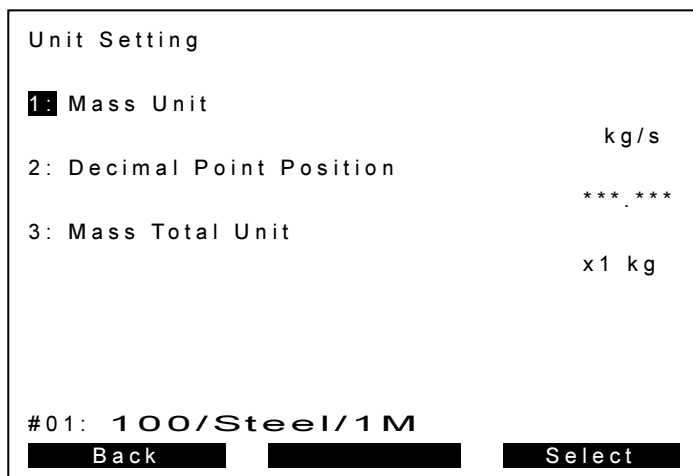 Unit Setting
1: Mass Unit
kg/s
2: Decimal Point Position
***.***
3: Mass Total Unit
x1 kg
#01: 100/Steel/1M
Back Select